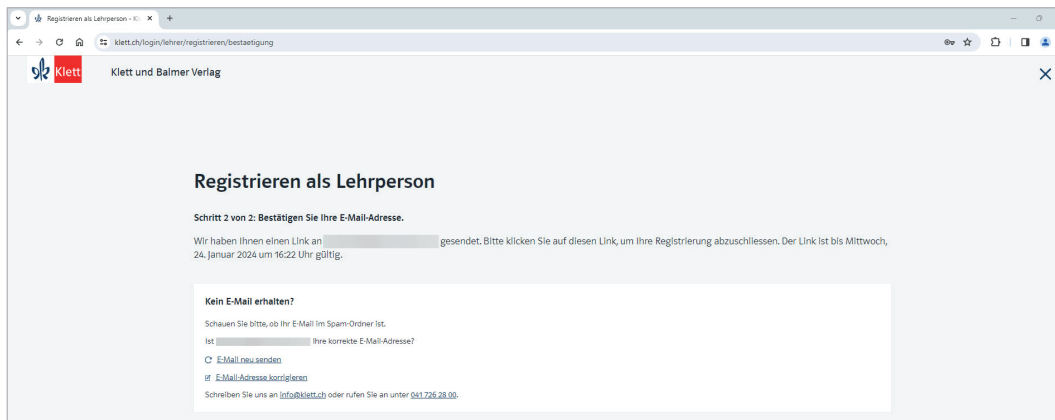 Registrieren als Lehrperson - Kl
klett.ch/login/lehrer/registrieren/bestaetigung
Klett
Klett und Balmer Verlag
Registrieren als Lehrperson
Schritt 2 von 2: Bestätigen Sie Ihre E-Mail-Adresse.
Wir haben Ihnen einen Link an gesendet. Bitte klicken Sie auf diesen Link, um Ihre Registrierung abzuschliessen. Der Link ist bis Mittwoch,
24. Januar 2024 um 16:22 Uhr gültig.
Kein E-Mail erhalten?
Schauen Sie bitte, ob Ihr E-Mail im Spam-Ordner ist.
Ist Ihre korrekte E-Mail-Adresse?
E-Mail neu senden
E-Mail-Adresse korrigieren
Schreiben Sie uns an info@klett.ch oder rufen Sie an unter 041 726 28 00.